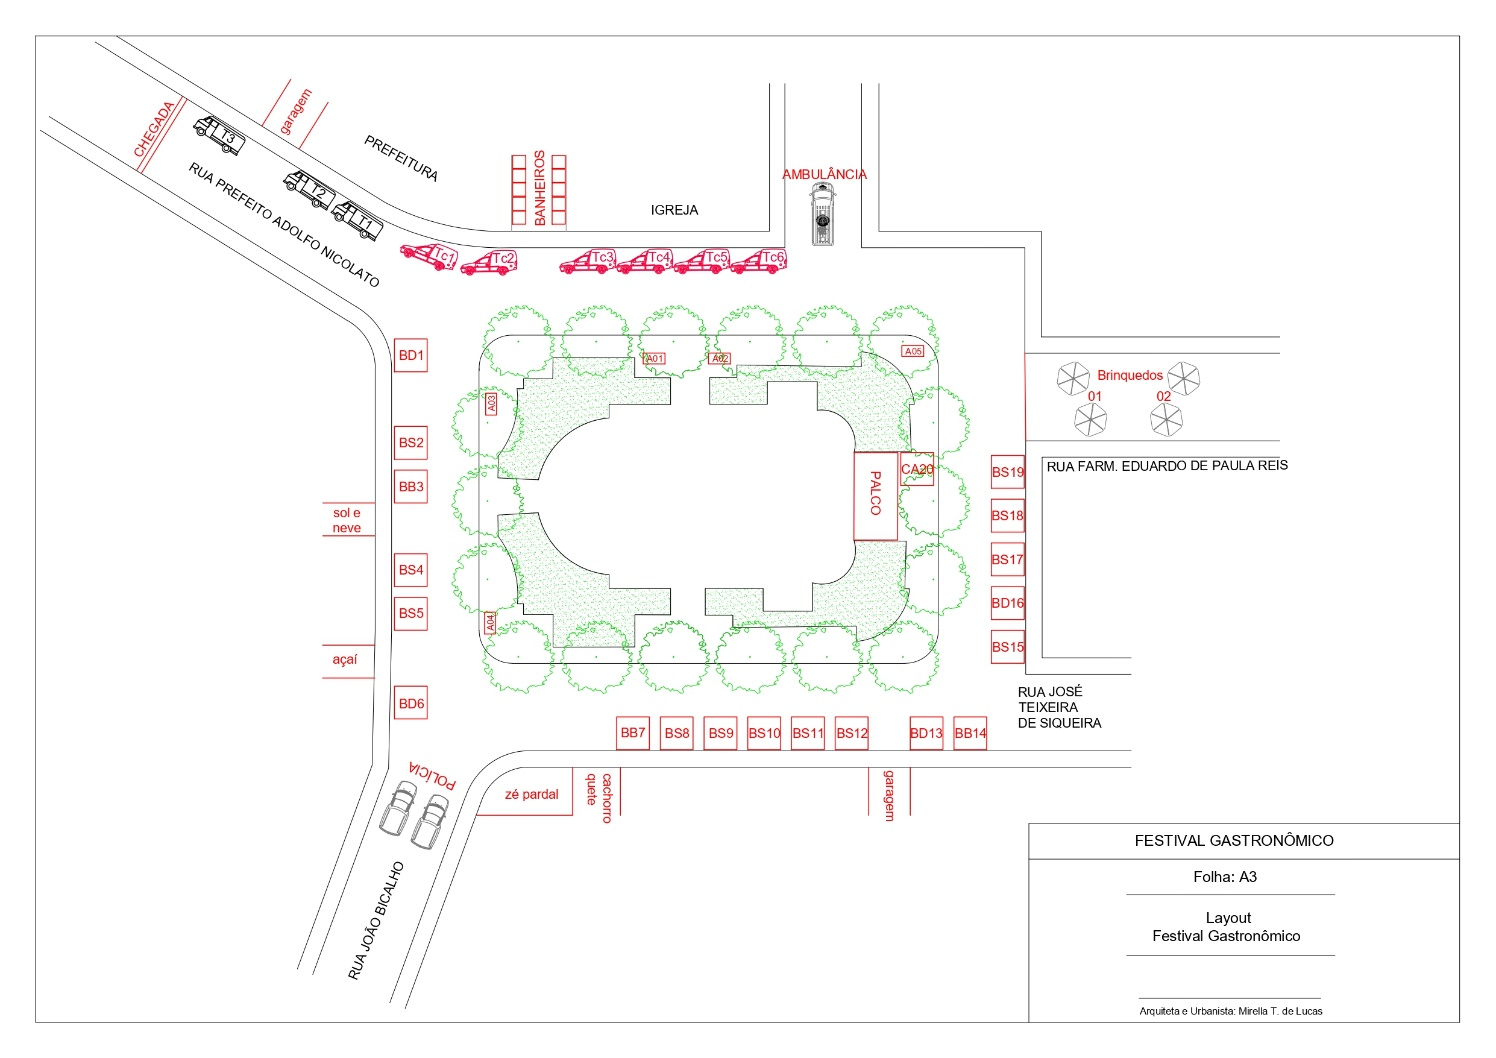 CHEGADA
garagem
T3
T2
T1
PREFEITURA
RUA PREFEITO ADOLFO NICOLATO
BANHEIROS
IGREJA
AMBULÂNCIA
Tc1
Tc2
Tc3
Tc4
Tc5
Tc6
BD1
BS2
BB3
sol e
neve
BS4
BS5
açaí
BD6
A01
A02
A05
A03
A04
PALCO
CA20
Brinquedos
01
02
RUA FARM. EDUARDO DE PAULA REIS
BS19
BS18
BS17
BD16
BS15
RUA JOSÉ
TEIXEIRA
DE SIQUEIRA
BB7
BS8
BS9
BS10
BS11
BS12
BD13
BB14
POLÍCIA
zé pardal
cachorro
quete
garagem
RUA JOÃO BICALHO
FESTIVAL GASTRONÔMICO
Folha: A3
Layout
Festival Gastronômico
Arquiteta e Urbanista: Mirella T. de Lucas